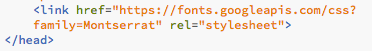 <link href="https://fonts.googleapis.com/css?
family=Montserrat" rel="stylesheet">
</head>